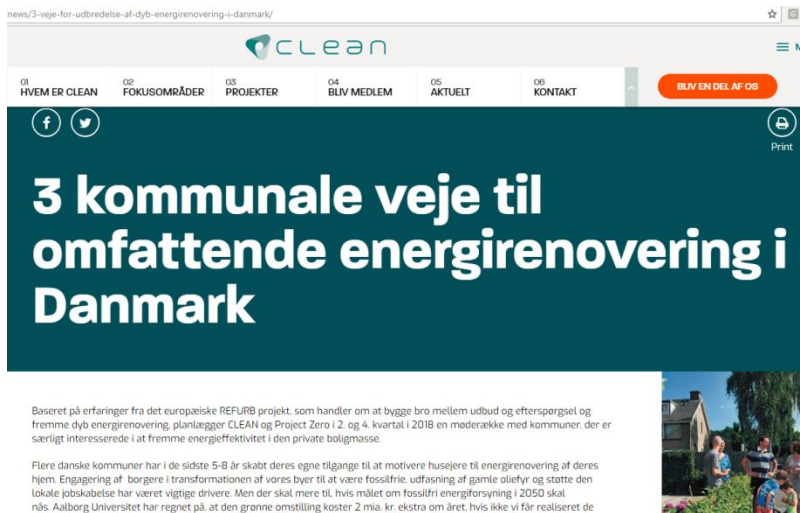 news/3-veje-for-udbredelse-af-dyb-energirenovering-i-danmark/
CLEAN
01 02 03 04 05 06
HVEM ER CLEAN FOKUSOMRÅDER PROJEKTER BLIV MEDLEM AKTUELT KONTAKT
BLIV EN DEL AF OS
Print
3 kommunale veje til
omfattende energirenovering i
Danmark
Baseret på erfaringer fra det europæiske REFURB projekt, som handler om at bygge bro mellem udbud og efterspørgsel og
fremme dyb energirenovering, planlægger CLEAN og Project Zero i 2. og 4. kvartal i 2018 en møderække med kommuner, der er
særligt interesserede i at fremme energieffektivitet i den private boligmasse.
Flere danske kommuner har i de sidste 5-8 år skabt deres egne tilgange til at motivere husejere til energirenovering af deres
hjem. Engagering af borgere i transformationen af vores byer til at være fossilfrie, udfasning af gamle oliefyr og støtte den
lokale jobskabelse har været vigtige drivere. Men der skal mere til, hvis målet om fossilfri energiforsyning i 2050 skal
nås. Aalborg Universitet har regnet på, at den grønne omstilling koster 2 mia. kr. ekstra om året, hvis ikke vi får realiseret de